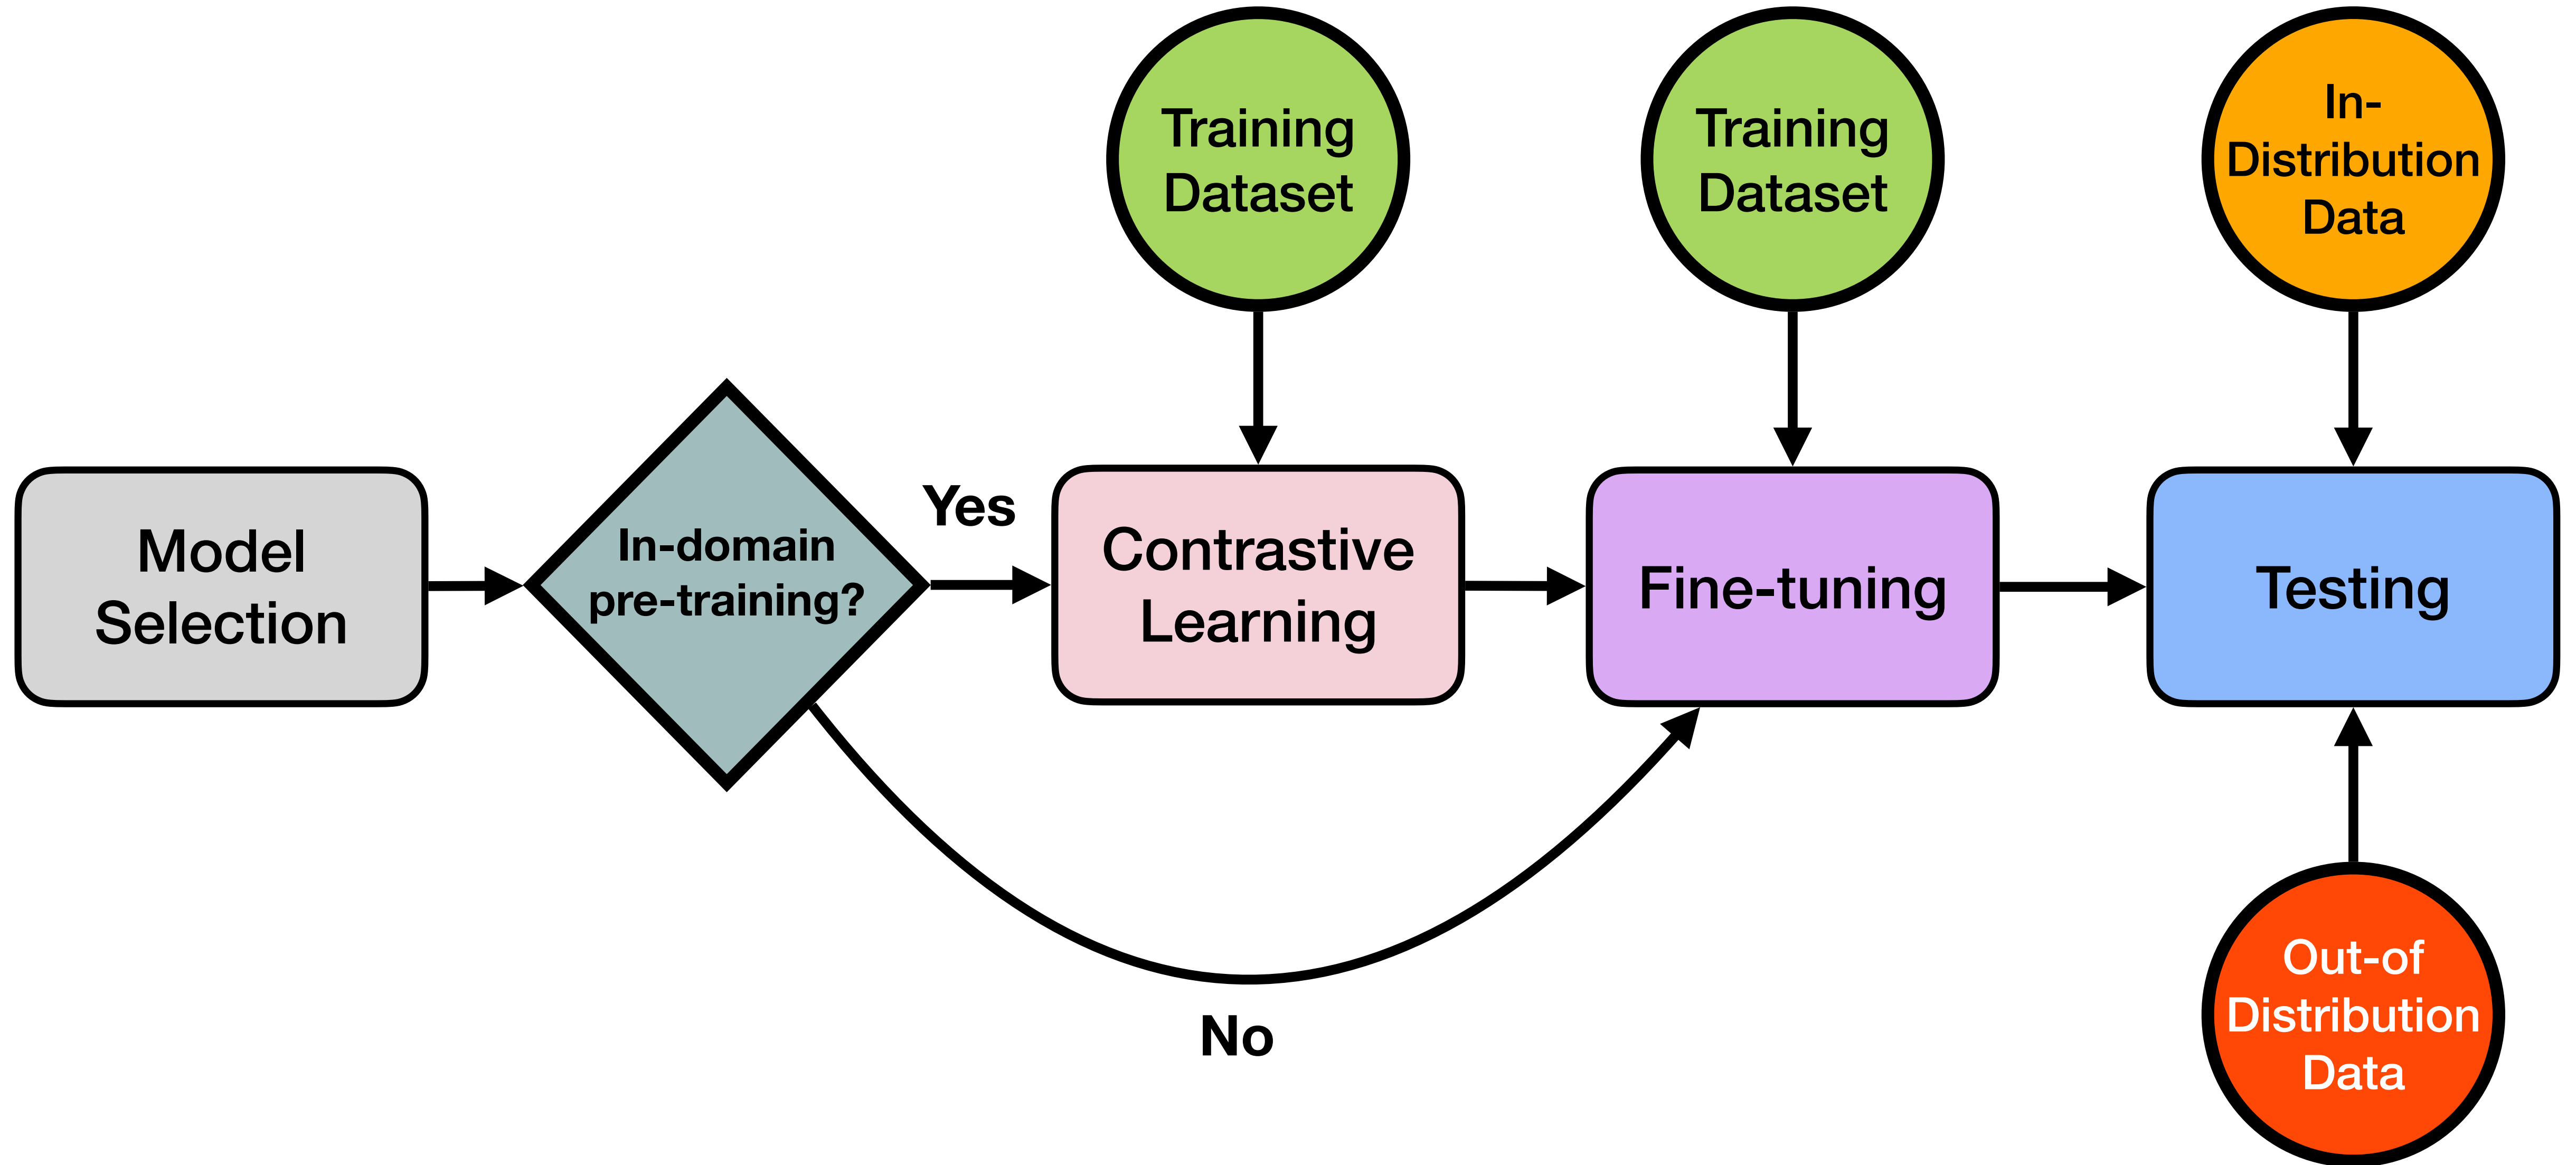 Training
Dataset
Training
Dataset
In-
Distribution
Data
Model
Selection
In-domain
pre-training?
Yes
Contrastive
Learning
Fine-tuning
Testing
No
Out-of
Distribution
Data